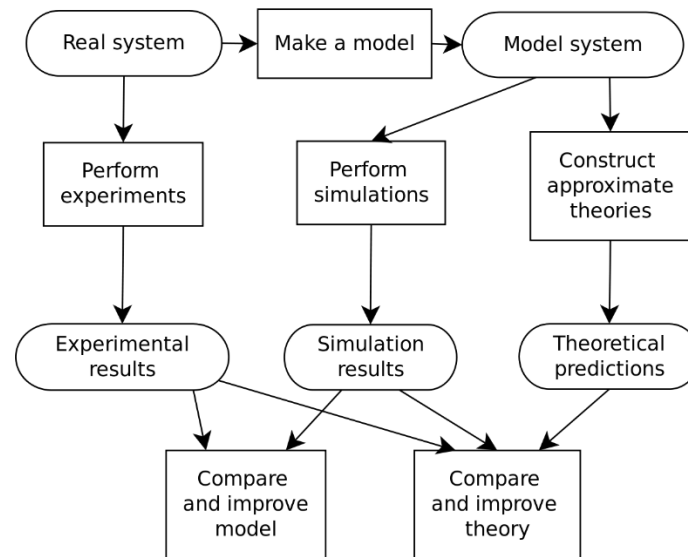 Real system
Make a model
Model system
Perform
experiments
Perform
simulations
Construct
approximate
theories
Experimental
results
Simulation
results
Theoretical
predictions
Compare
and improve
model
Compare
and improve
theory